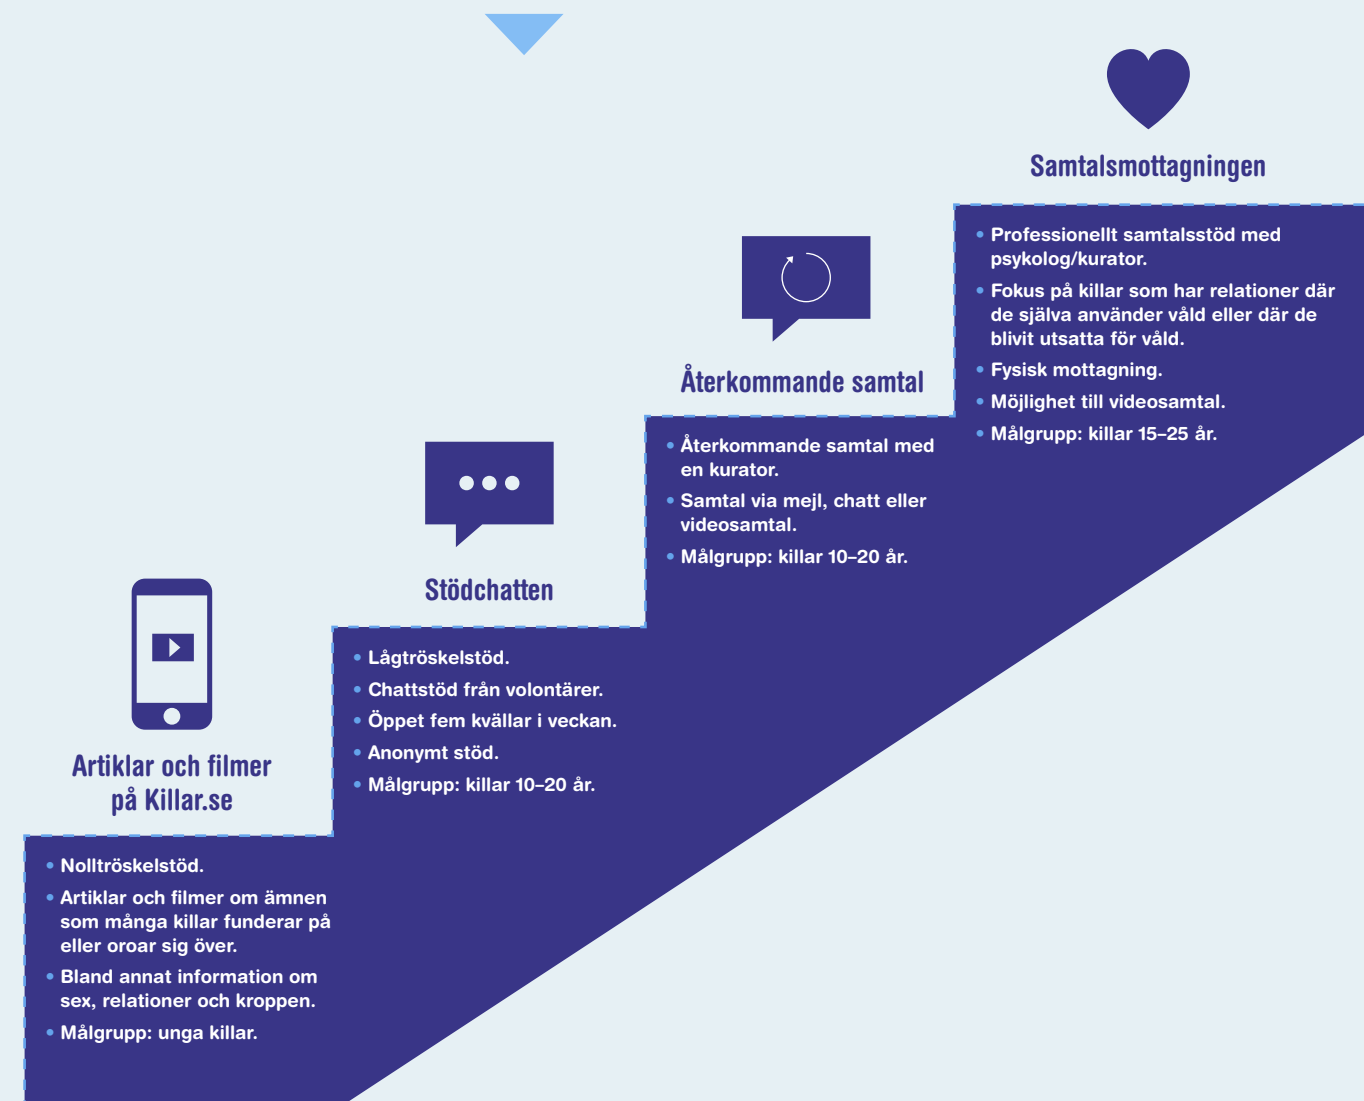 Artiklar och filmer
på Killar.se
• Nolltröskelstöd.
• Artiklar och filmer om ämnen
som många killar funderar på
eller oroar sig över.
• Bland annat information om
sex, relationer och kroppen.
• Målgrupp: unga killar.
Stödchatten
• Lågtröskelstöd.
• Chattstöd från volontärer.
• Öppet fem kvällar i veckan.
• Anonymt stöd.
• Målgrupp: killar 10–20 år.
Återkommande samtal
• Återkommande samtal med
en kurator.
• Samtal via mejl, chatt eller
videosamtal.
• Målgrupp: killar 10–20 år.
Samtalsmottagningen
• Professionellt samtalsstöd med
psykolog/kurator.
• Fokus på killar som har relationer där
de själva använder våld eller där de
blivit utsatta för våld.
• Fysisk mottagning.
• Möjlighet till videosamtal.
• Målgrupp: killar 15–25 år.